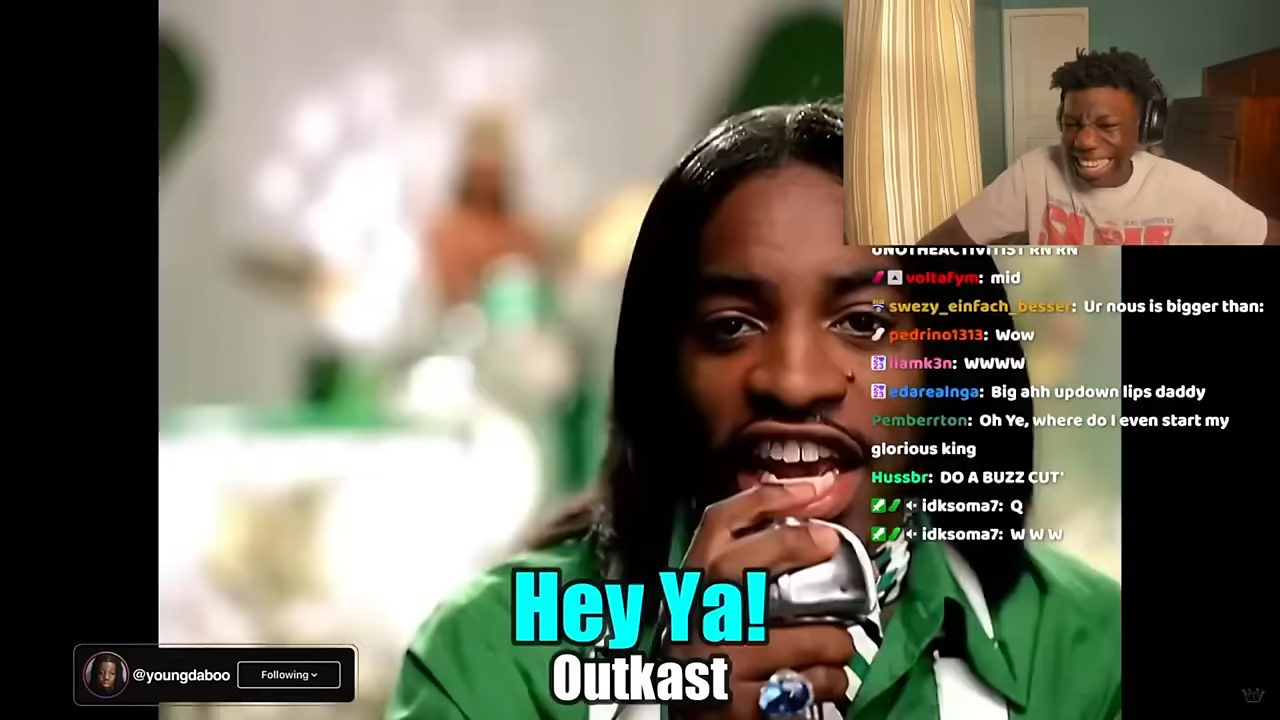 UNOTHEACTIVITIST RN RN
voltafym: mid
swezy_einfach_besser: Ur nous is bigger than:
pedrino1313: Wow
liamk3n: WWWW
edarealnga: Big ahh updown lips daddy
Pemberrton: Oh Ye, where do I even start my
glorious king
Hussbr: DO A BUZZ CUT'
idksoma7: Q
idksoma7: W W W
Hey Ya!
Outkast
@youngdaboo Following